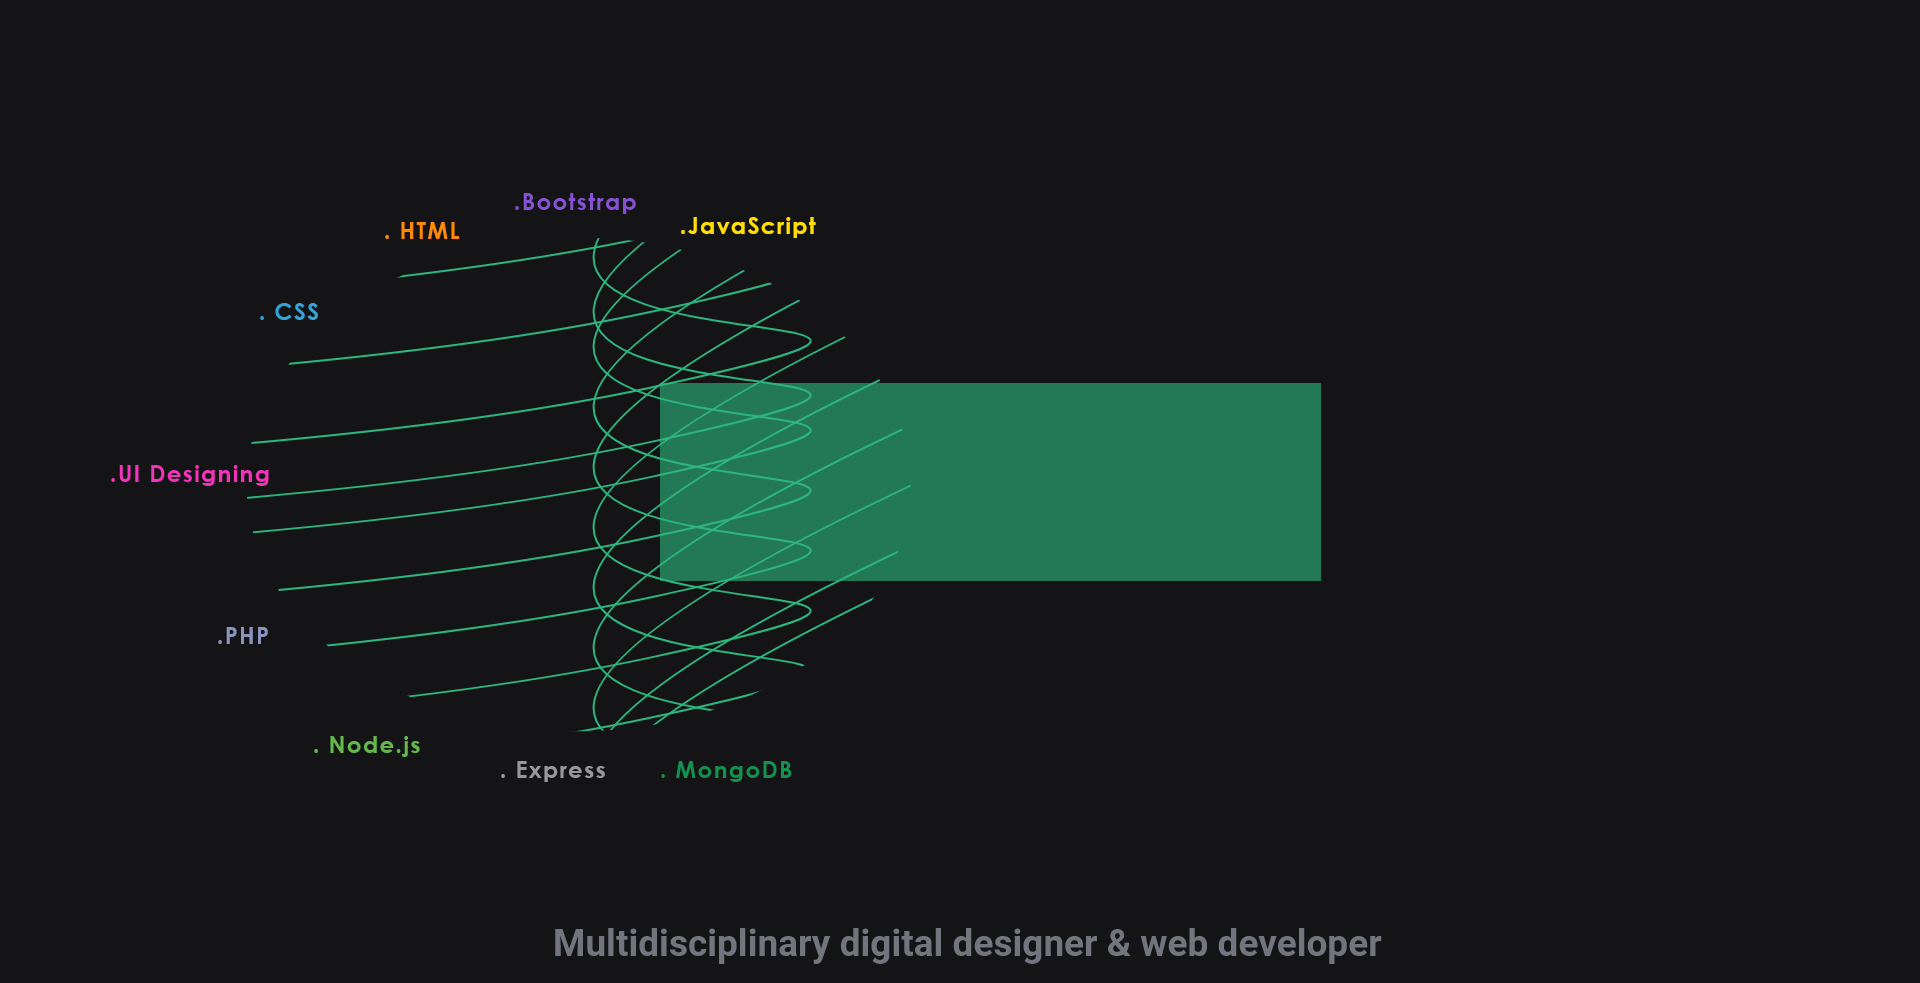 .Bootstrap
. HTML
.JavaScript
. CSS
.UI Designing
.PHP
. Node.js
. Express
. MongoDB
Multidisciplinary digital designer & web developer